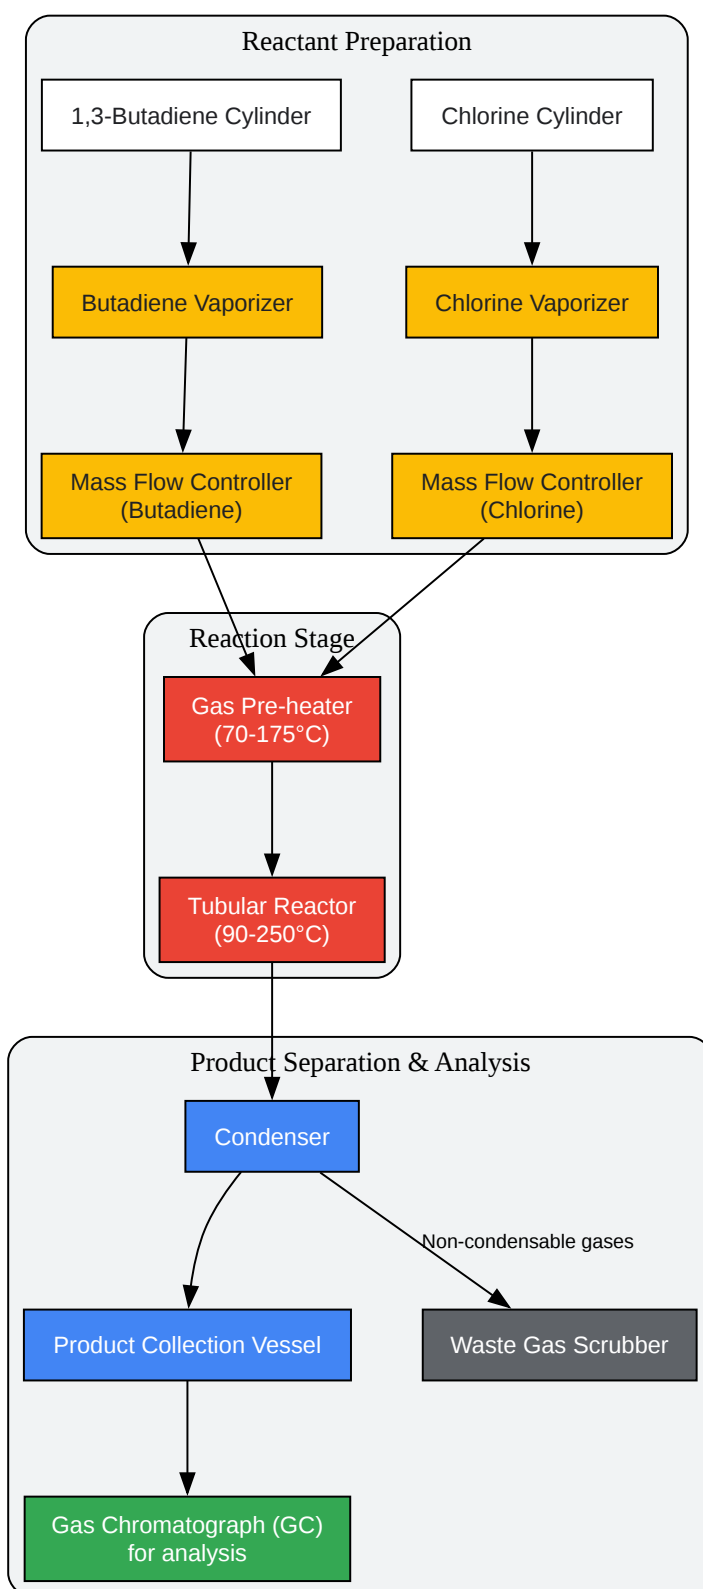 Reactant Preparation
1,3-Butadiene Cylinder
Chlorine Cylinder
Butadiene Vaporizer
Chlorine Vaporizer
Mass Flow Controller
(Butadiene)
Mass Flow Controller
(Chlorine)
Reaction Stage
Gas Pre-heater
(70-175°C)
Tubular Reactor
(90-250°C)
Product Separation & Analysis
Condenser
Non-condensable gases
Product Collection Vessel
Waste Gas Scrubber
Gas Chromatograph (GC)
for analysis